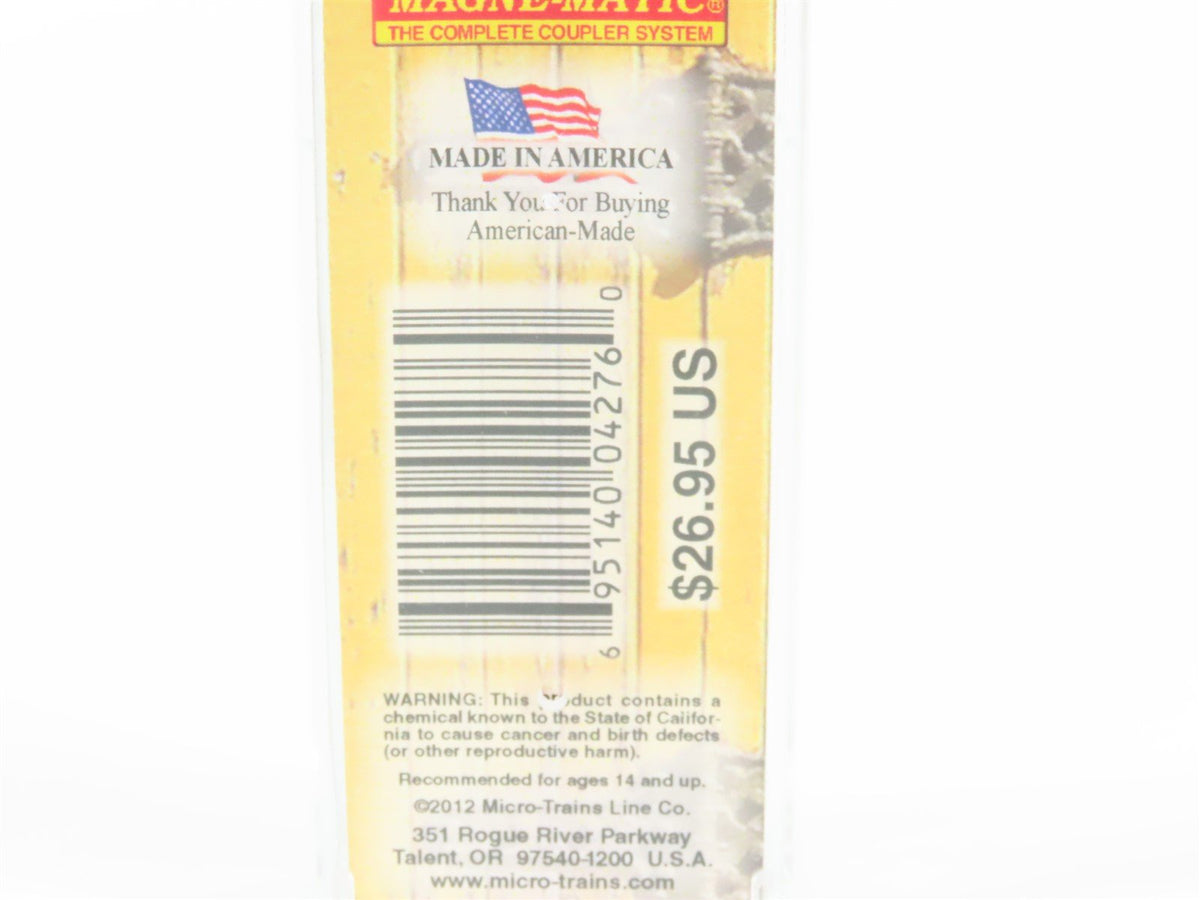 MAGNE-MATIC®
THE COMPLETE COUPLER SYSTEM
MADE IN AMERICA
Thank You For Buying
American-Made
6 95140 04276 0
$26.95 US
WARNING: This product contains a
chemical known to the State of Califor-
nia to cause cancer and birth defects
(or other reproductive harm).
Recommended for ages 14 and up.
©2012 Micro-Trains Line Co.
351 Rogue River Parkway
Talent, OR 97540-1200 U.S.A.
www.micro-trains.com